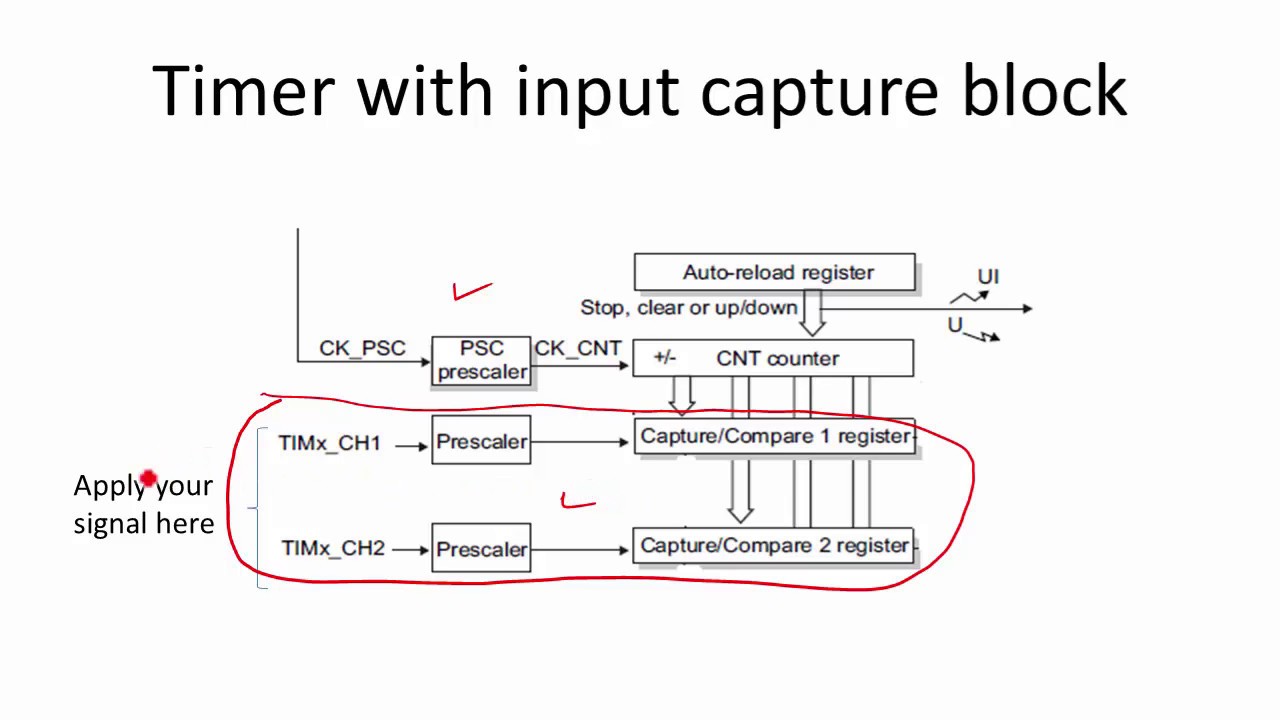 Timer with input capture block
Auto-reload register
UI
Stop, clear or up/down
U
CK_PSC
PSC
prescaler
CK_CNT
+/- CNT counter
TIMx_CH1
Prescaler
Capture/Compare 1 register
Apply your
signal here
TIMx_CH2
Prescaler
Capture/Compare 2 register